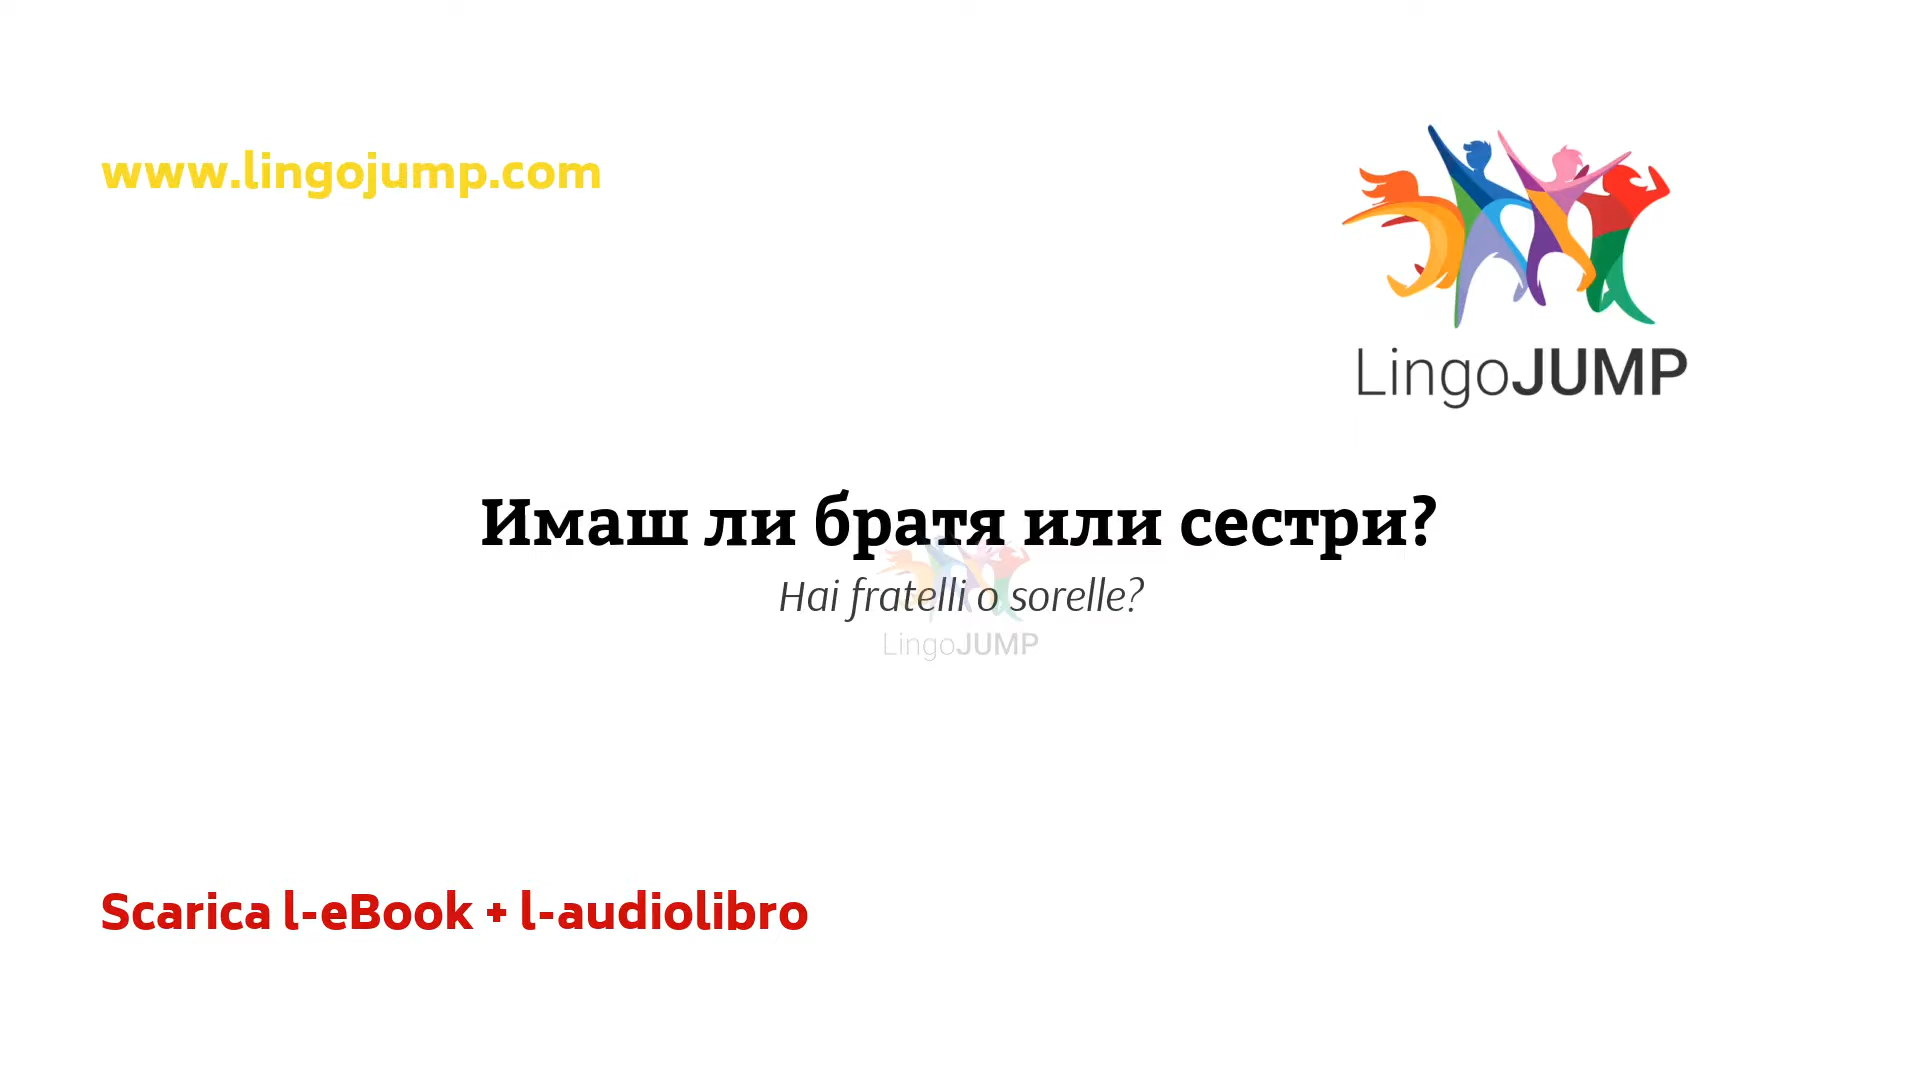 www.lingojump.com
LingoJUMP
Имаш ли братя или сестри?
Hai fratelli o sorelle?
LingoJUMP
Scarica l-eBook + l-audiolibro